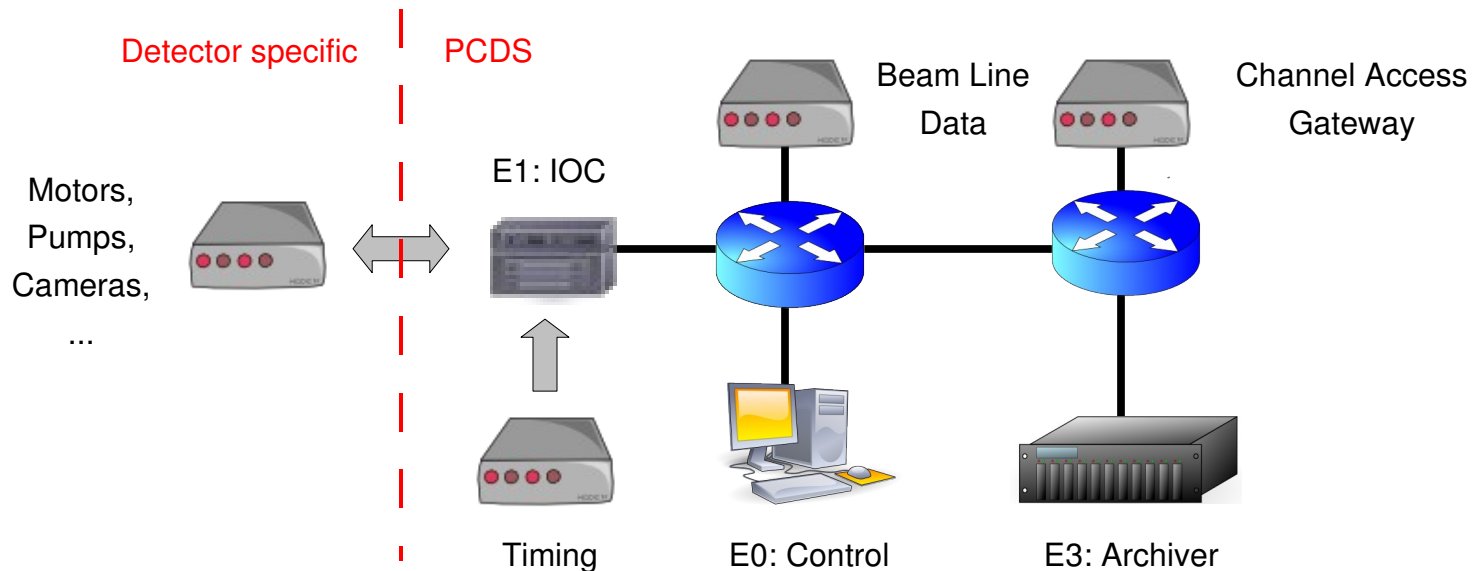 Detector specific
PCDS
Beam Line
Data
Channel Access
Gateway
E1: IOC
Motors,
Pumps,
Cameras,
...
Timing
E0: Control
E3: Archiver